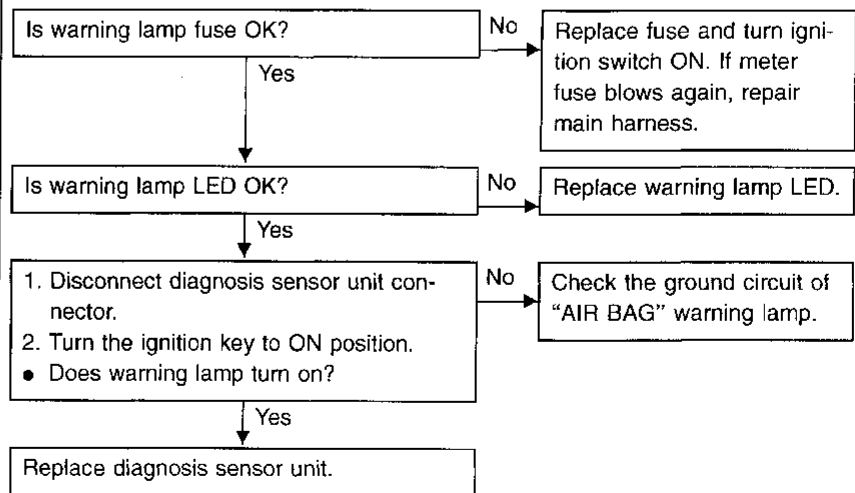 Is warning lamp fuse OK?
No
Replace fuse and turn igni-
tion switch ON. If meter
fuse blows again, repair
main harness.
Yes
Is warning lamp LED OK?
No
Replace warning lamp LED.
Yes
1. Disconnect diagnosis sensor unit con-
nector.
2. Turn the ignition key to ON position.
● Does warning lamp turn on?
No
Check the ground circuit of
“AIR BAG” warning lamp.
Yes
Replace diagnosis sensor unit.